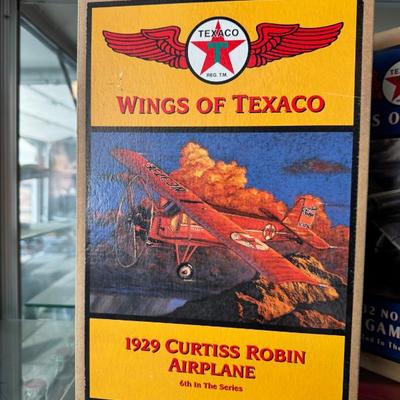 TEXACO
T
REG. T.M.
WINGS OF TEXACO
1929 CURTISS ROBIN
AIRPLANE
6th In The Series